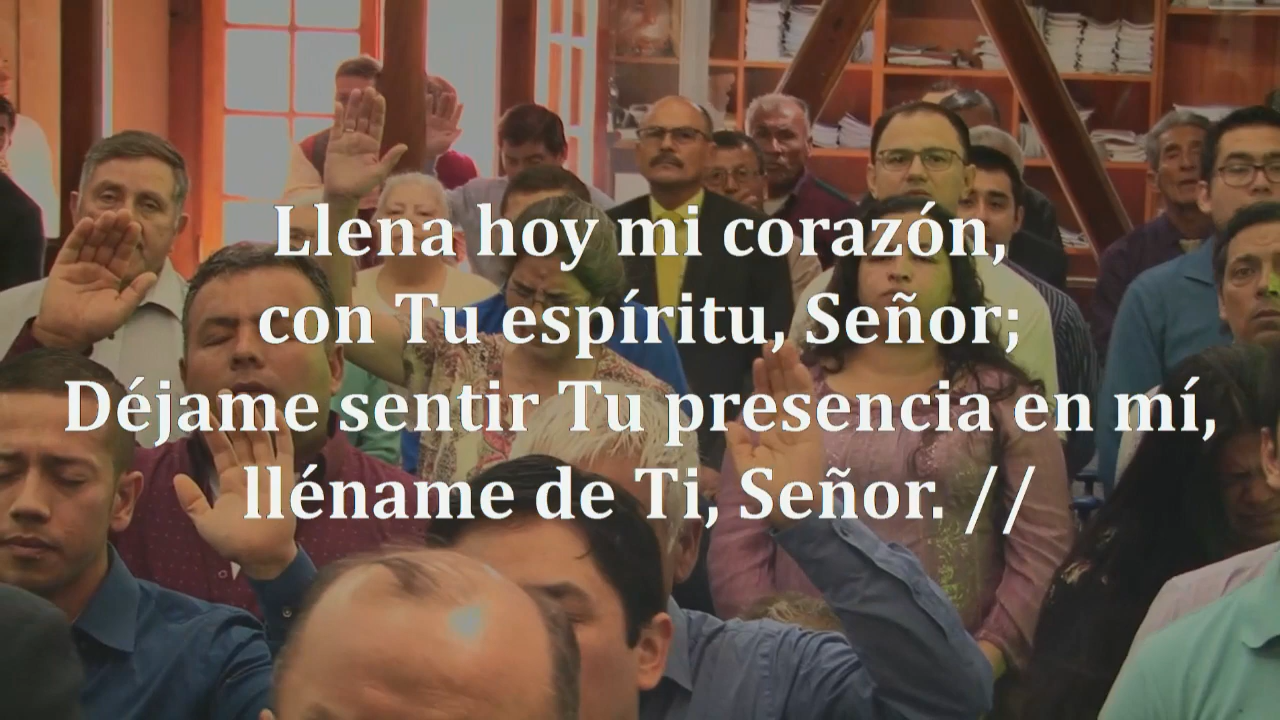 Llena hoy mi corazón,
con Tu espíritu, Señor;
Déjame sentir Tu presencia en mí,
lléname de Ti, Señor. //